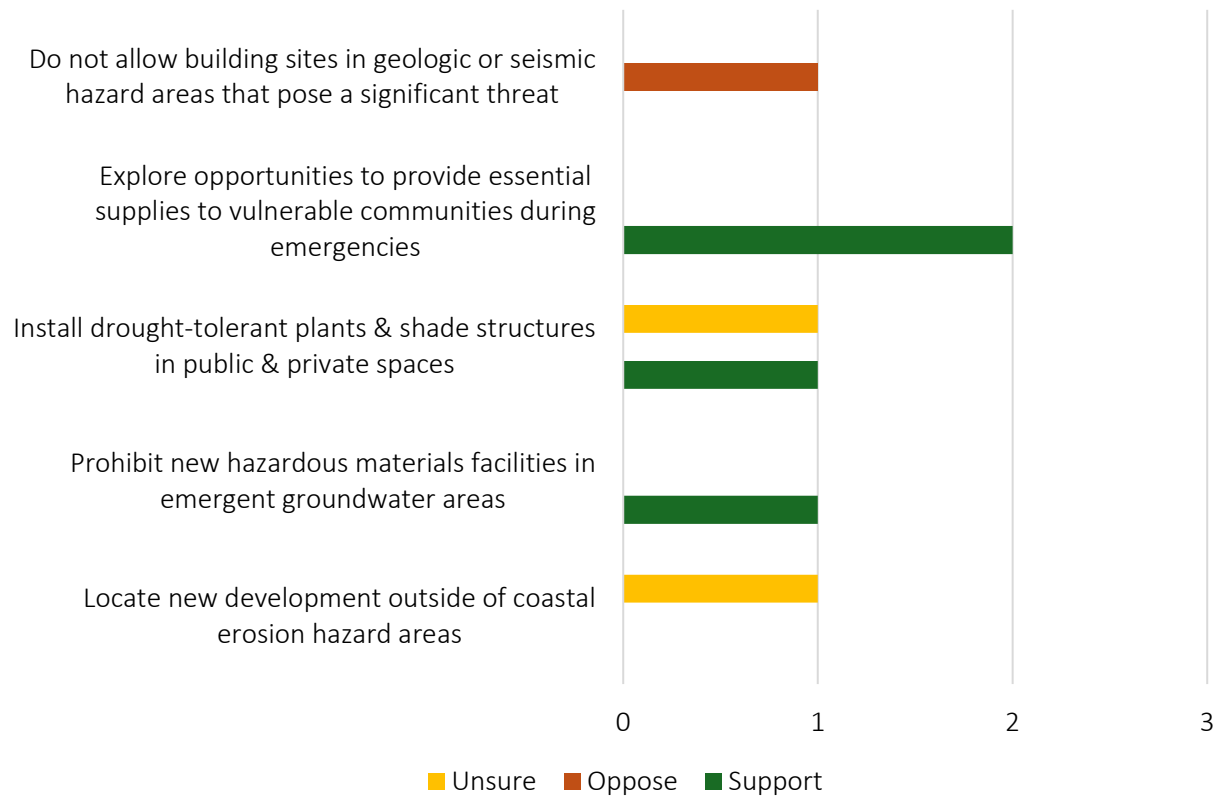 Do not allow building sites in geologic or seismic
hazard areas that pose a significant threat
Explore opportunities to provide essential
supplies to vulnerable communities during
emergencies
Install drought-tolerant plants & shade structures
in public & private spaces
Prohibit new hazardous materials facilities in
emergent groundwater areas
Locate new development outside of coastal
erosion hazard areas
0 1 2 3
Unsure Oppose Support